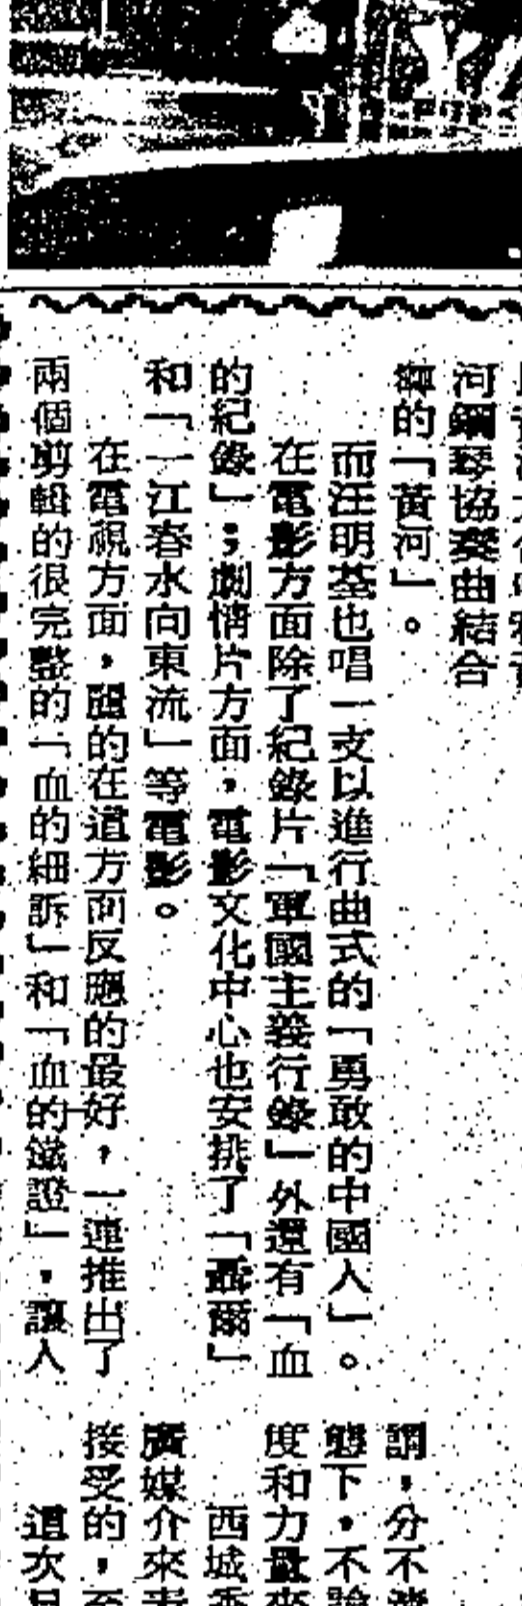 河鋼琴協奏曲結合
的「黃河」。
而汪明荃也唱一支以進行曲式的「勇敢的中國人」。
在電影方面除了紀錄片「軍國主義行錄」外還有「血
的紀錄」；劇情片方面，電影文化中心也安排了「聶爾」
和「一江春水向東流」等電影。
在電視方面，麗的在這方面反應的最好，一連推出了
兩個剪輯的很完整的「血的細訴」和「血的鐵證」，讓人
謂，分不
態下，不
度和力量來
西城
廣媒介來
接受的，
這次